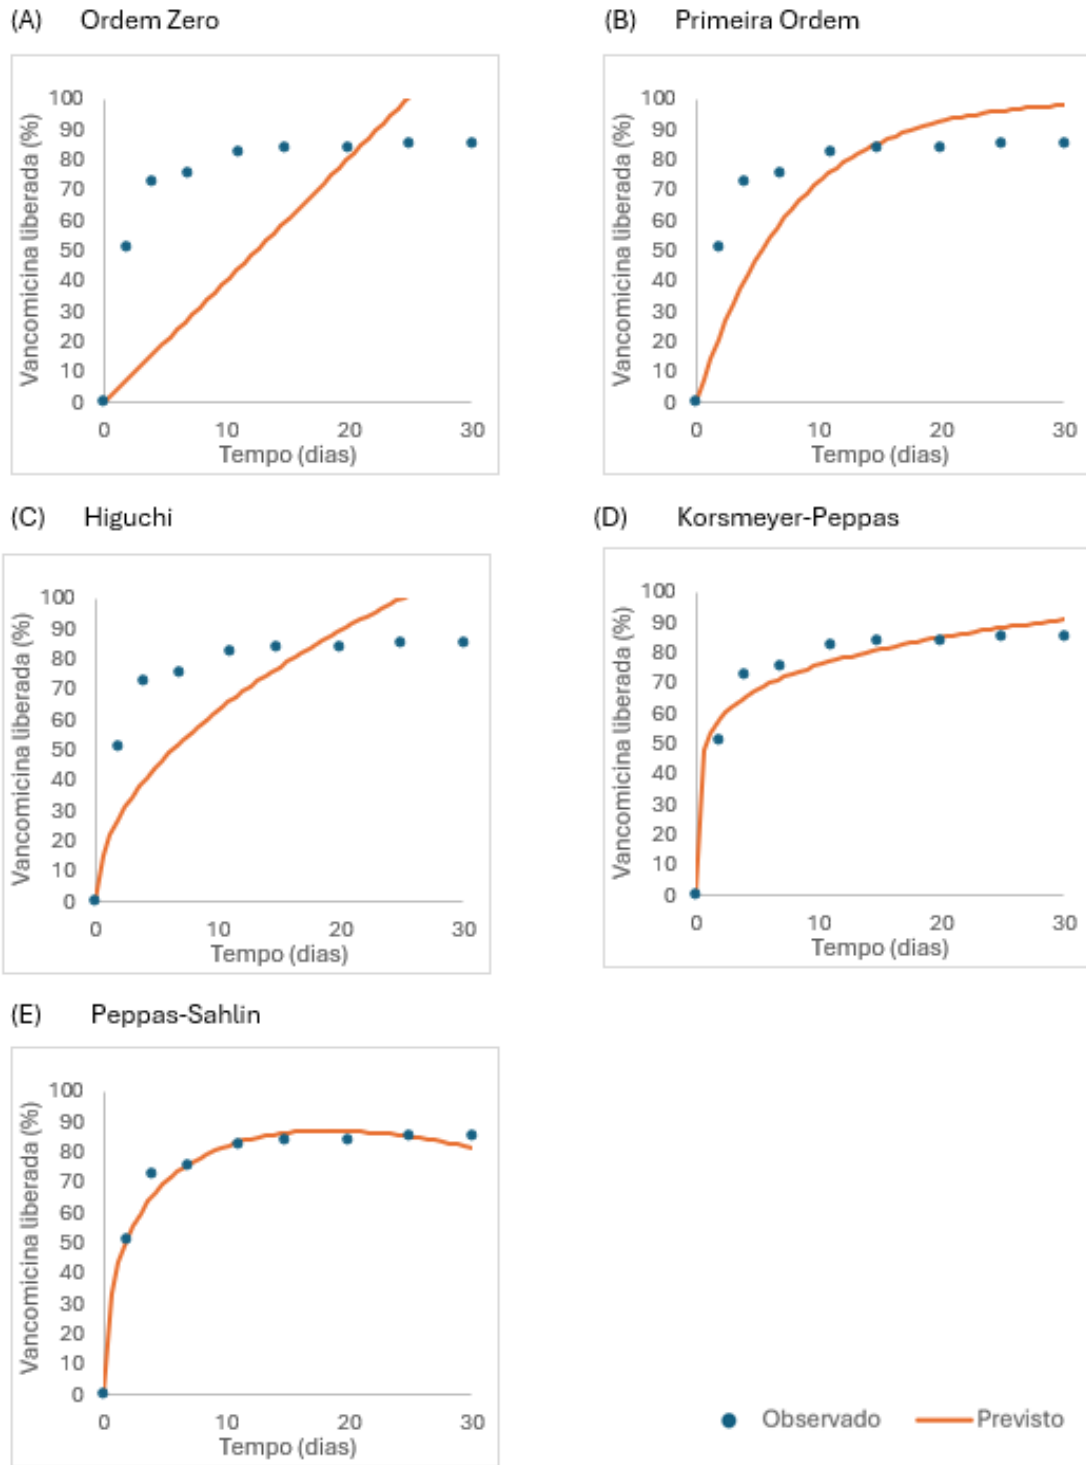 (A) Ordem Zero
Vancomicina liberada (%)
100
90
80
70
60
50
40
30
20
10
0
0 10 20 30
Tempo (dias)
(B) Primeira Ordem
Vancomicina liberada (%)
100
90
80
70
60
50
40
30
20
10
0
0 10 20 30
Tempo (dias)
(C) Higuchi
Vancomicina liberada (%)
100
90
80
70
60
50
40
30
20
10
0
0 10 20 30
Tempo (dias)
(D) Korsmeyer-Peppas
Vancomicina liberada (%)
100
90
80
70
60
50
40
30
20
10
0
0 10 20 30
Tempo (dias)
(E) Peppas-Sahlin
Vancomicina liberada (%)
100
90
80
70
60
50
40
30
20
10
0
0 10 20 30
Tempo (dias)
Observado Previsto